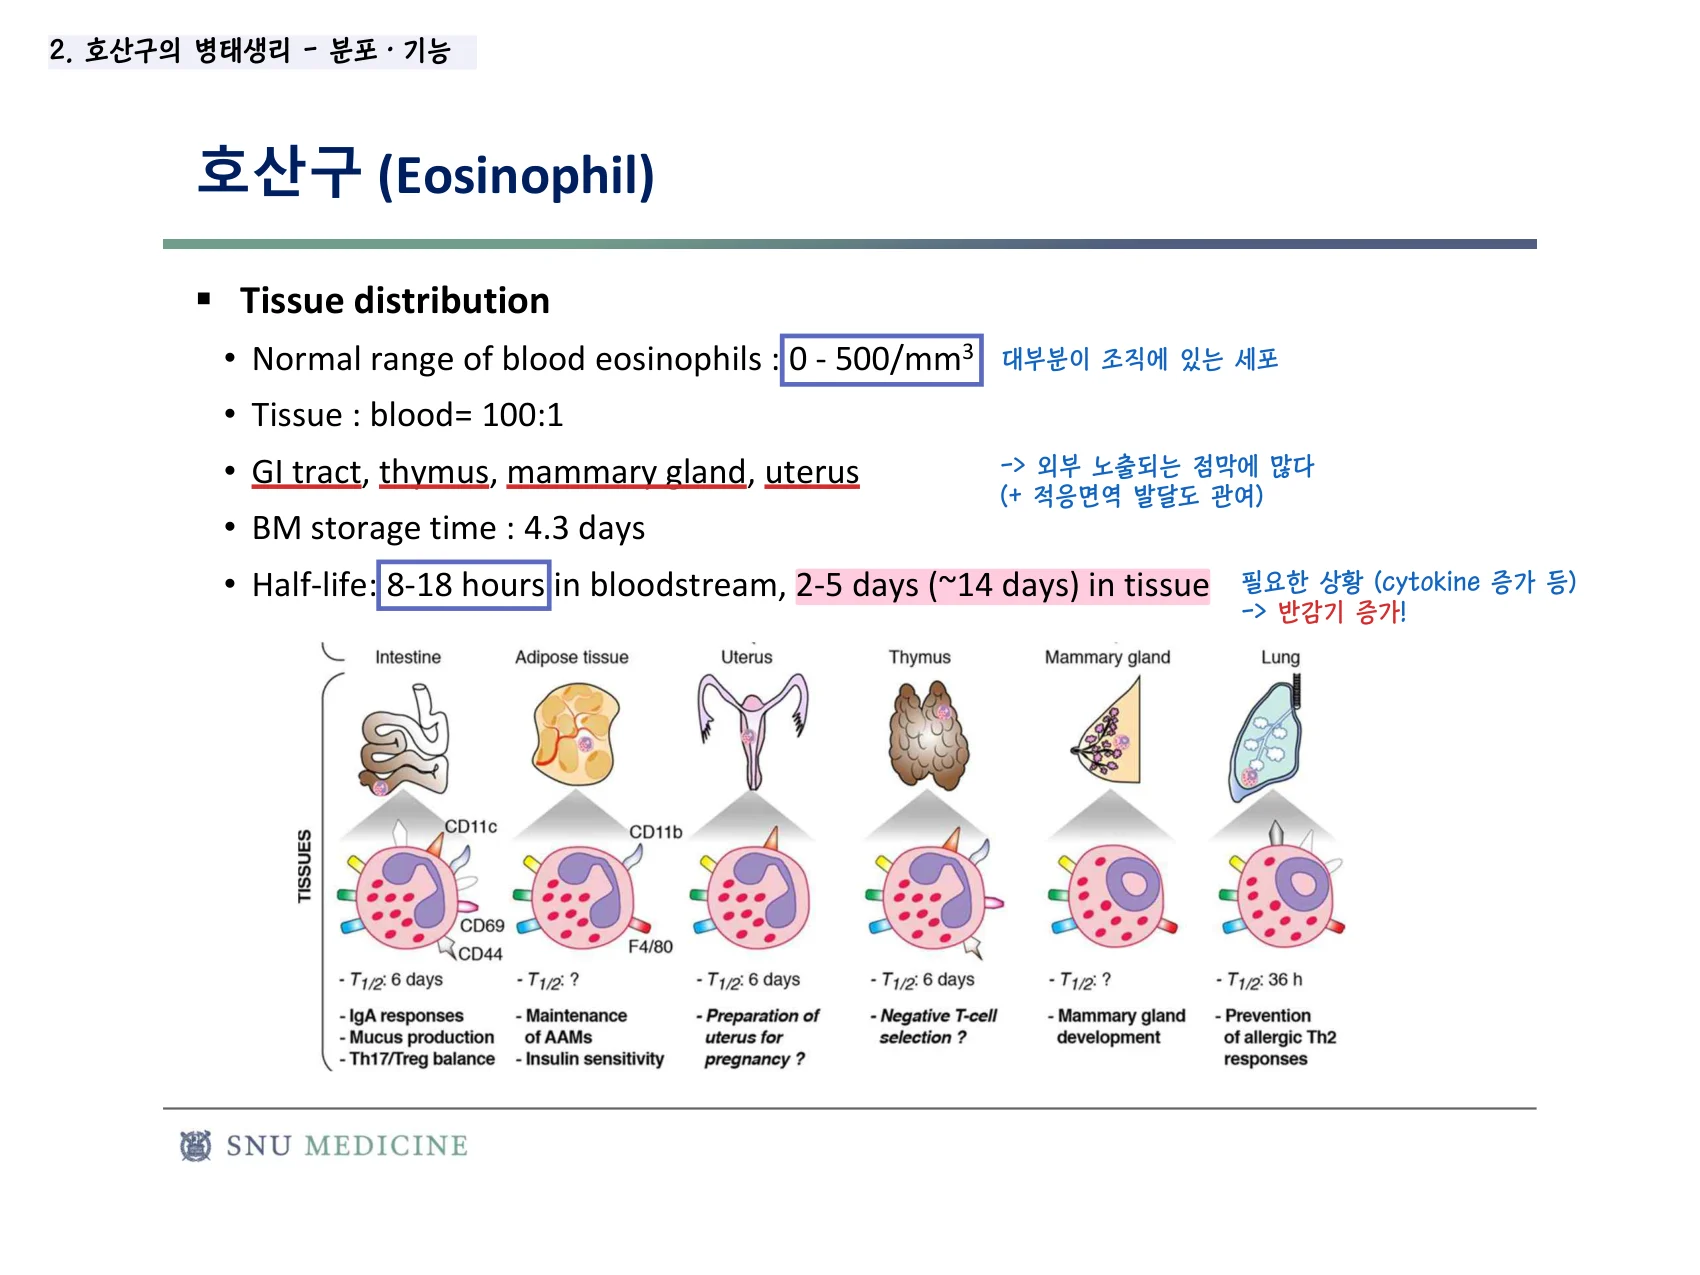 2. 호산구의 병태생리 - 분포·기능
호산구 (Eosinophil)
▪ Tissue distribution
• Normal range of blood eosinophils : 0 - 500/mm³ 대부분이 조직에 있는 세포
• Tissue : blood= 100:1
• GI tract, thymus, mammary gland, uterus
-> 외부 노출되는 점막에 많다
(+ 적응면역 발달도 관여)
• BM storage time : 4.3 days
• Half-life: 8-18 hours in bloodstream, 2-5 days (~14 days) in tissue
필요한 상황 (cytokine 증가 등)
-> 반감기 증가!
TISSUES
Intestine
CD11c
CD69
CD44
- T1/2: 6 days
- IgA responses
- Mucus production
- Th17/Treg balance
Adipose tissue
CD11b
F4/80
- T1/2: ?
- Maintenance
of AAMs
- Insulin sensitivity
Uterus
- T1/2: 6 days
- Preparation of
uterus for
pregnancy ?
Thymus
- T1/2: 6 days
- Negative T-cell
selection ?
Mammary gland
- T1/2: ?
- Mammary gland
development
Lung
- T1/2: 36 h
- Prevention
of allergic Th2
responses
SNU MEDICINE